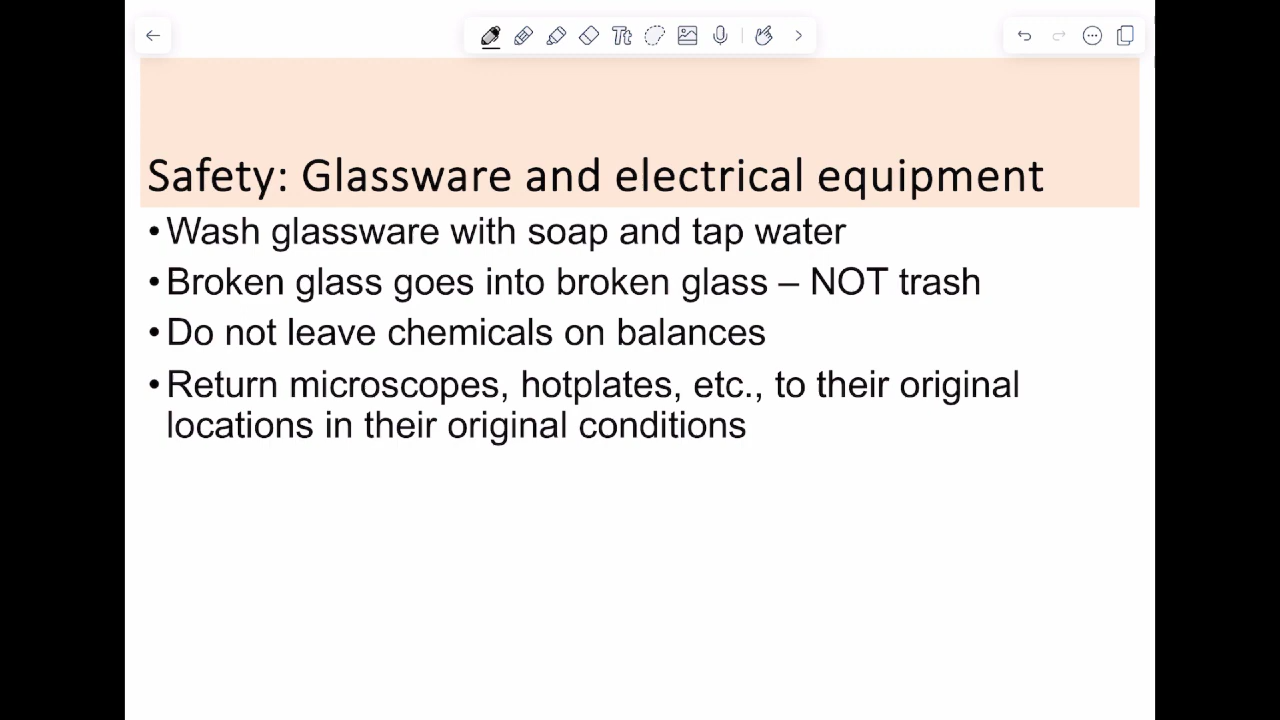 Safety: Glassware and electrical equipment
• Wash glassware with soap and tap water
• Broken glass goes into broken glass – NOT trash
• Do not leave chemicals on balances
• Return microscopes, hotplates, etc., to their original
locations in their original conditions